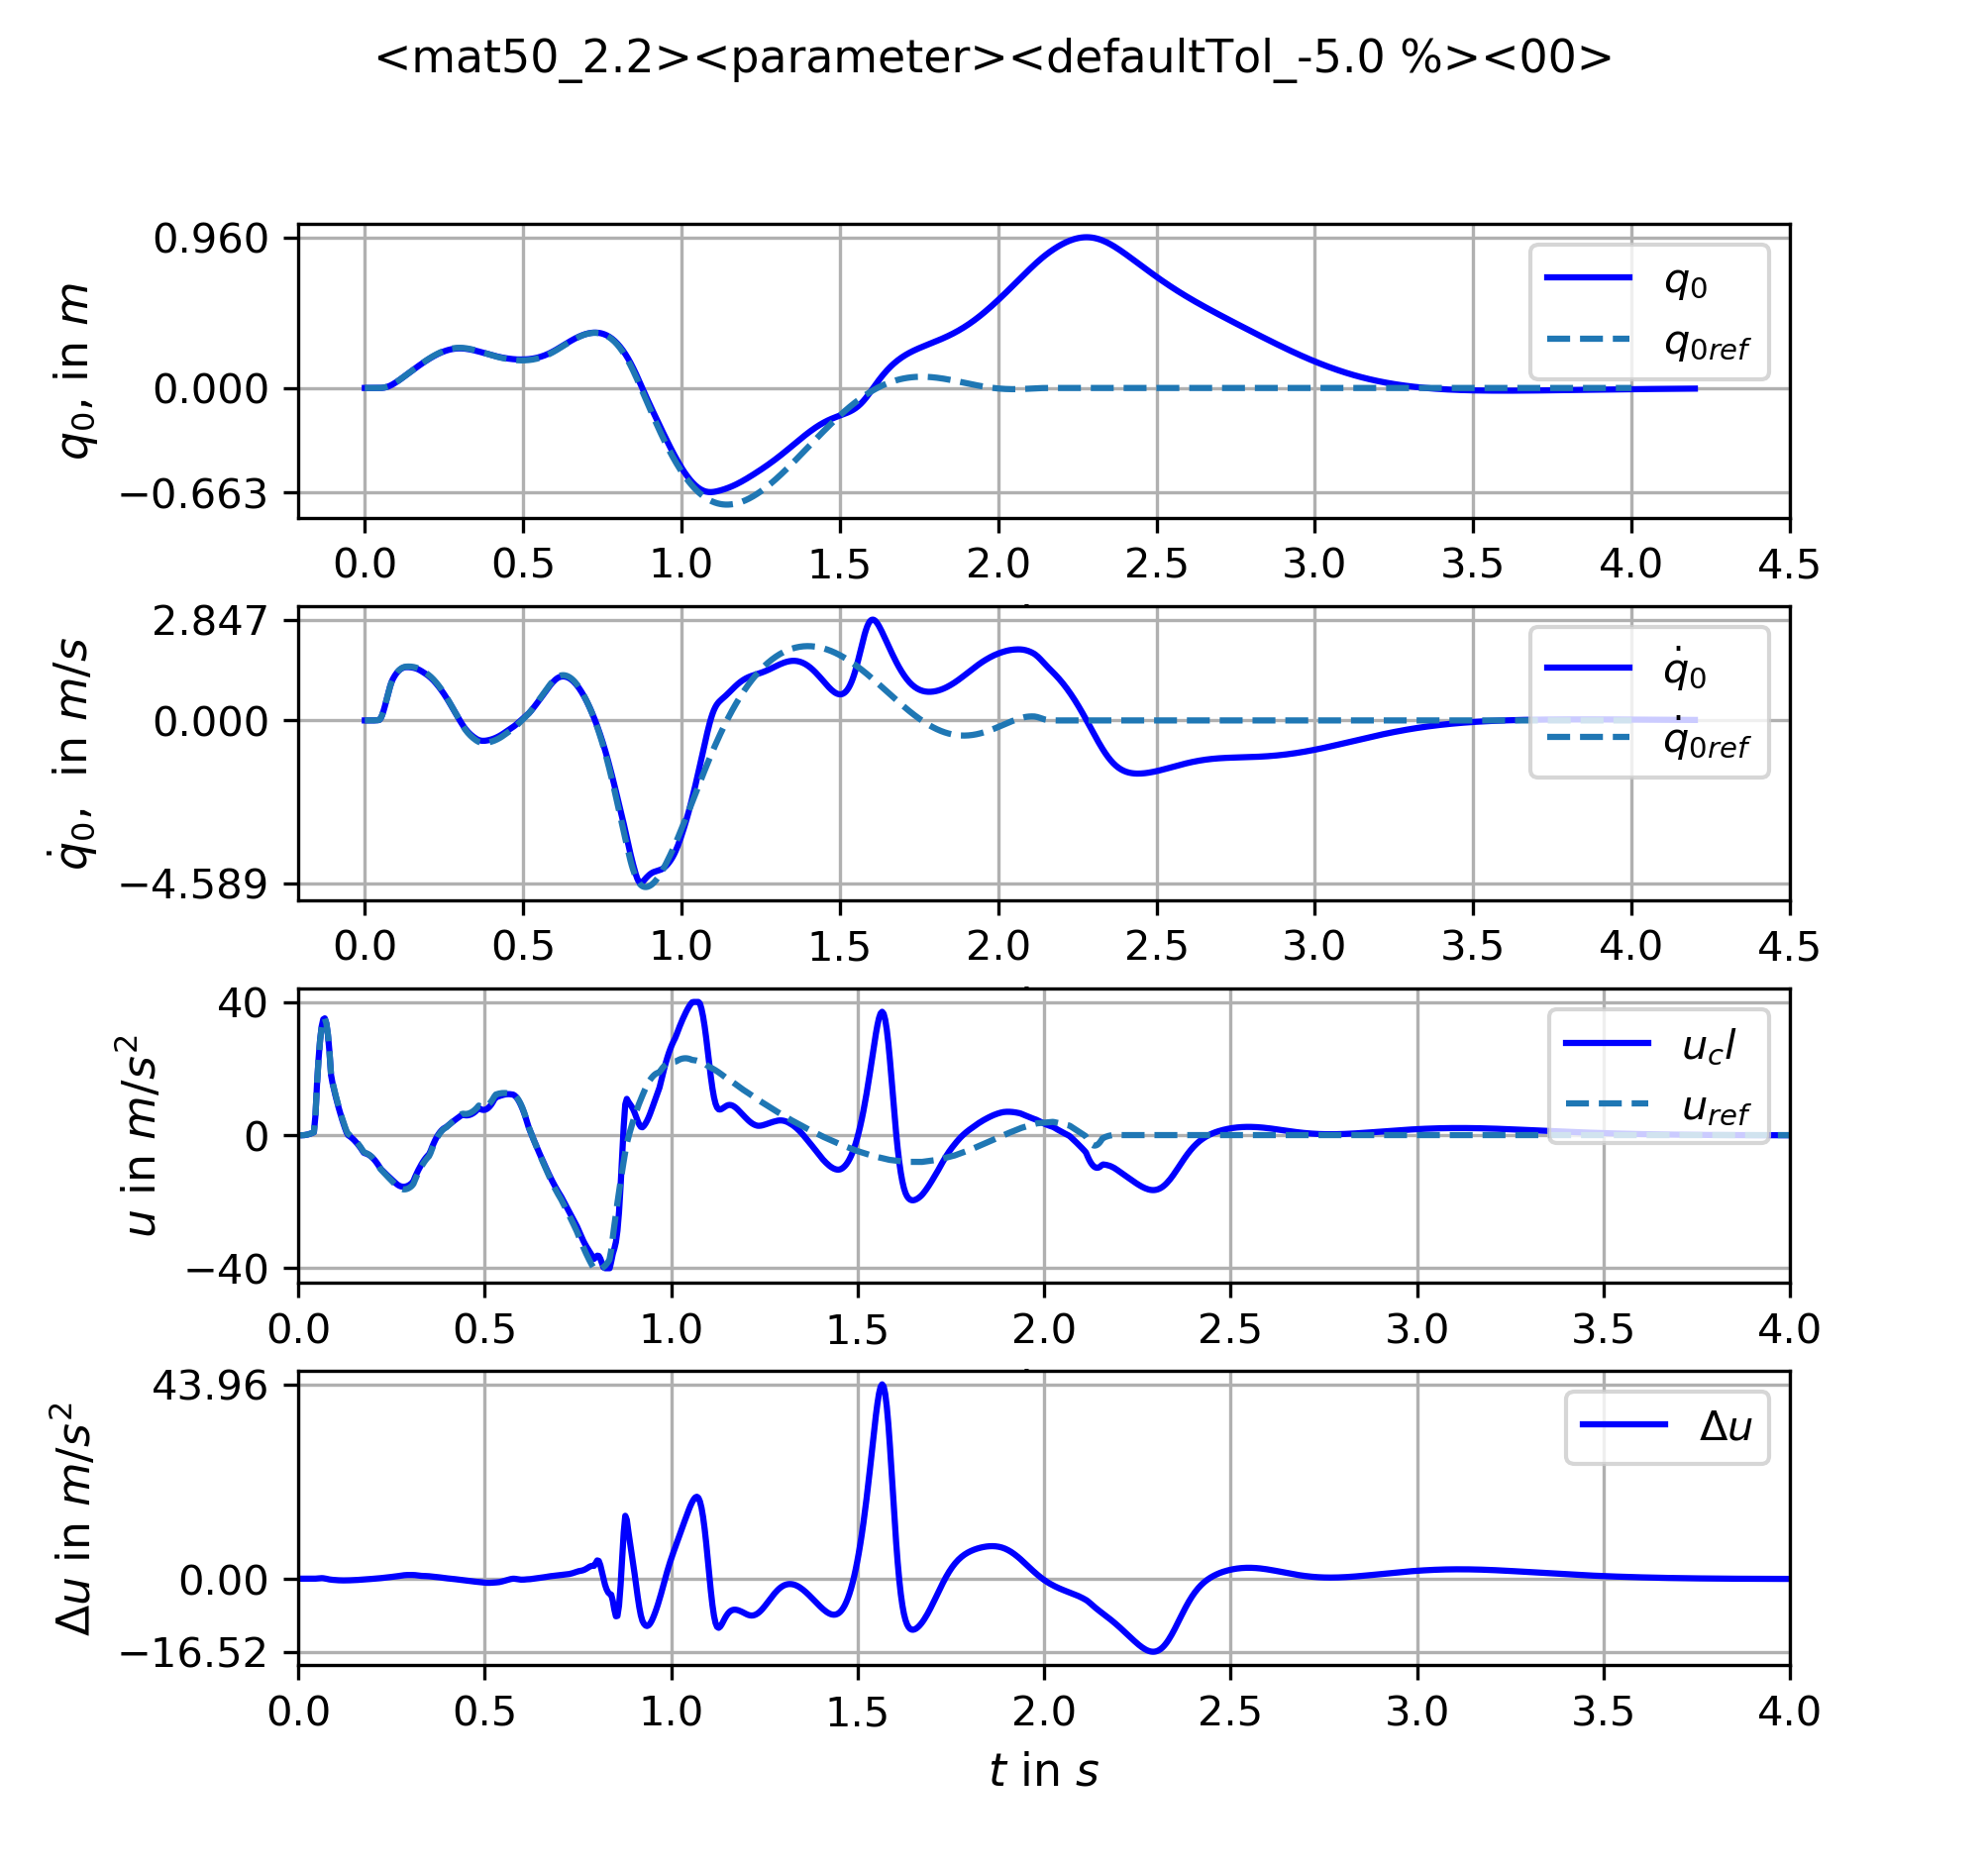 <mat50_2.2><parameter><defaultTol_-5.0 %><00>
q₀, in m
0.960
0.000
−0.663
q₀
q₀ref
0.0 0.5 1.0 1.5 2.0 2.5 3.0 3.5 4.0 4.5
q̇₀, in m/s
2.847
0.000
−4.589
q̇₀
q̇₀ref
0.0 0.5 1.0 1.5 2.0 2.5 3.0 3.5 4.0 4.5
u in m/s²
40
0
−40
u_cl
u_ref
0.0 0.5 1.0 1.5 2.0 2.5 3.0 3.5 4.0
Δu in m/s²
43.96
0.00
−16.52
Δu
0.0 0.5 1.0 1.5 2.0 2.5 3.0 3.5 4.0
t in s